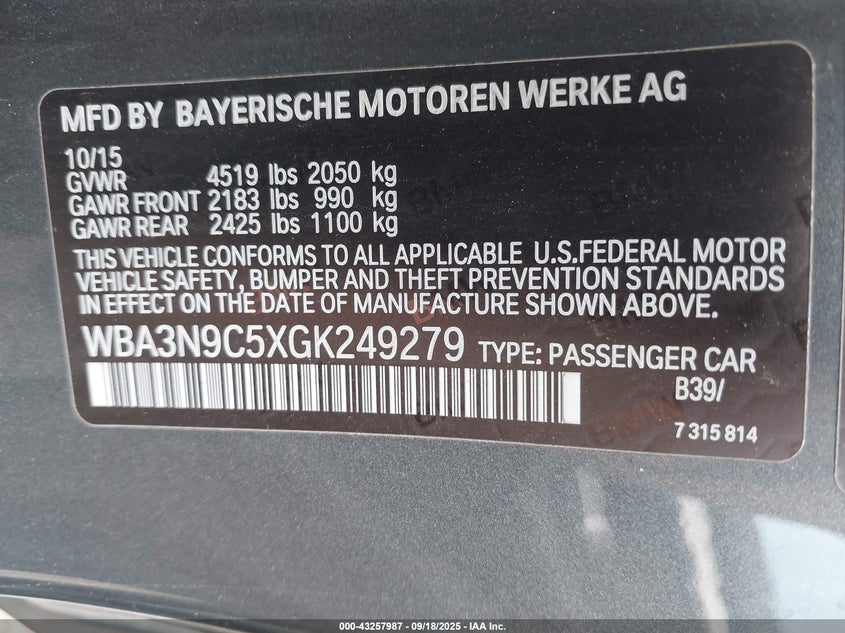 MFD BY BAYERISCHE MOTOREN WERKE AG
10/15
GVWR 4519 lbs 2050 kg
GAWR FRONT 2183 lbs 990 kg
GAWR REAR 2425 lbs 1100 kg
THIS VEHICLE CONFORMS TO ALL APPLICABLE U.S.FEDERAL MOTOR
VEHICLE SAFETY, BUMPER AND THEFT PREVENTION STANDARDS
IN EFFECT ON THE DATE OF MANUFACTURE SHOWN ABOVE.
WBA3N9C5XGK249279 TYPE: PASSENGER CAR
B39/
7 315 814
000-43257987 - 09/18/2025 - IAA Inc.